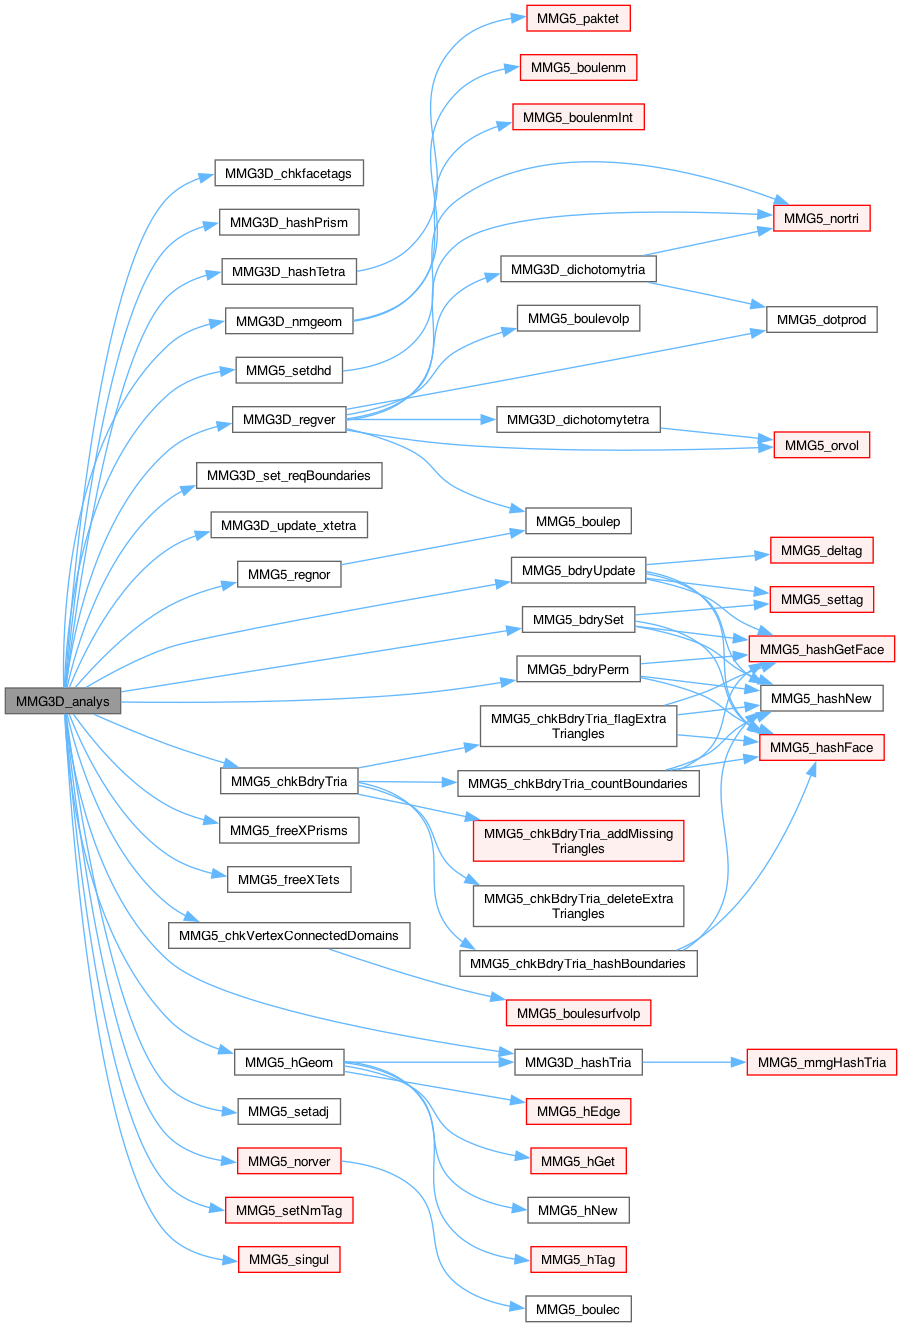 MMG5_paktet
MMG5_boulenm
MMG5_boulenmInt
MMG3D_chkfacetags
MMG3D_hashPrism
MMG5_nortri
MMG3D_hashTetra
MMG3D_dichotomytria
MMG3D_nmgeom
MMG5_boulevolp
MMG5_dotprod
MMG5_setdhd
MMG3D_regver
MMG3D_dichotomytetra
MMG5_orvol
MMG3D_set_reqBoundaries
MMG3D_update_xtetra
MMG5_boulep
MMG5_deltag
MMG5_regnor
MMG5_bdryUpdate
MMG5_settag
MMG5_bdrySet
MMG5_hashGetFace
MMG5_bdryPerm
MMG3D_analys
MMG5_hashNew
MMG5_chkBdryTria_flagExtra
Triangles
MMG5_hashFace
MMG5_chkBdryTria
MMG5_chkBdryTria_countBoundaries
MMG5_freeXPrisms
MMG5_chkBdryTria_addMissing
Triangles
MMG5_freeXTets
MMG5_chkBdryTria_deleteExtra
Triangles
MMG5_chkVertexConnectedDomains
MMG5_chkBdryTria_hashBoundaries
MMG5_boulesurfvolp
MMG5_hGeom
MMG3D_hashTria
MMG5_mmgHashTria
MMG5_setadj
MMG5_hEdge
MMG5_norver
MMG5_hGet
MMG5_setNmTag
MMG5_hNew
MMG5_singul
MMG5_hTag
MMG5_boulec